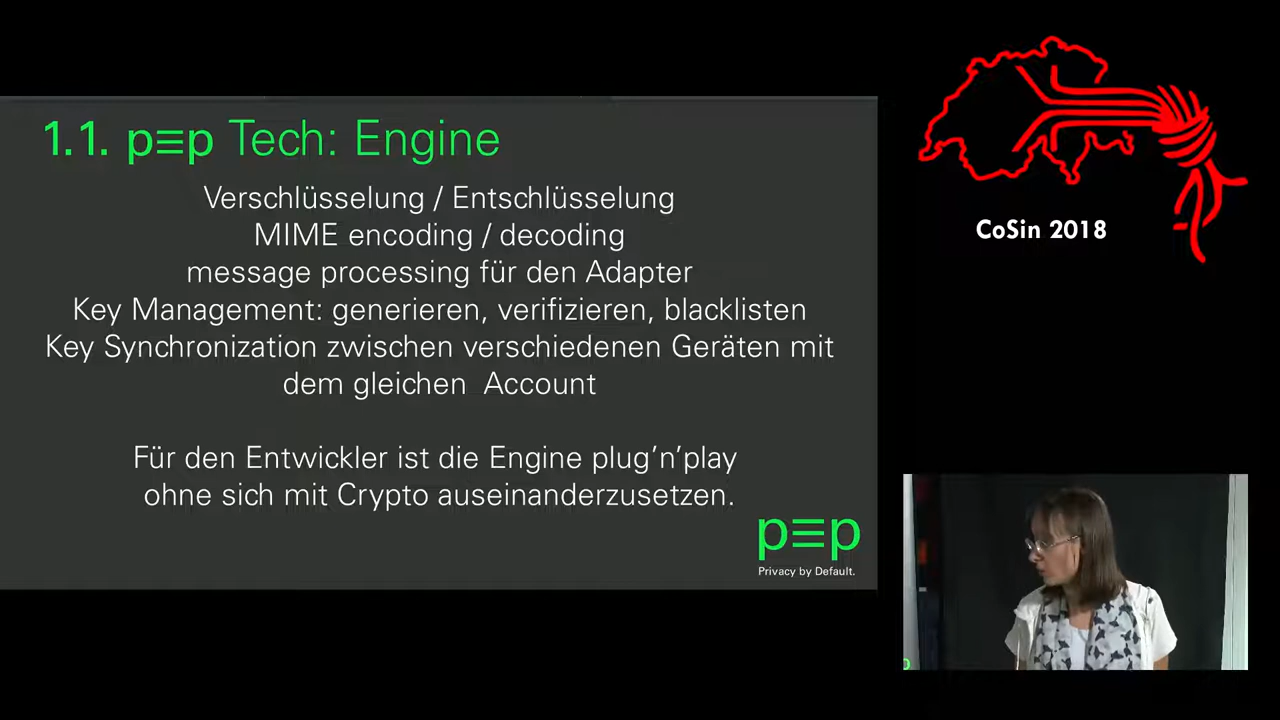 1.1. p≡p Tech: Engine
Verschlüsselung / Entschlüsselung
MIME encoding / decoding
message processing für den Adapter
Key Management: generieren, verifizieren, blacklisten
Key Synchronization zwischen verschiedenen Geräten mit
dem gleichen Account
Für den Entwickler ist die Engine plug’n’play
ohne sich mit Crypto auseinanderzusetzen.
p≡p
Privacy by Default.
CoSin 2018